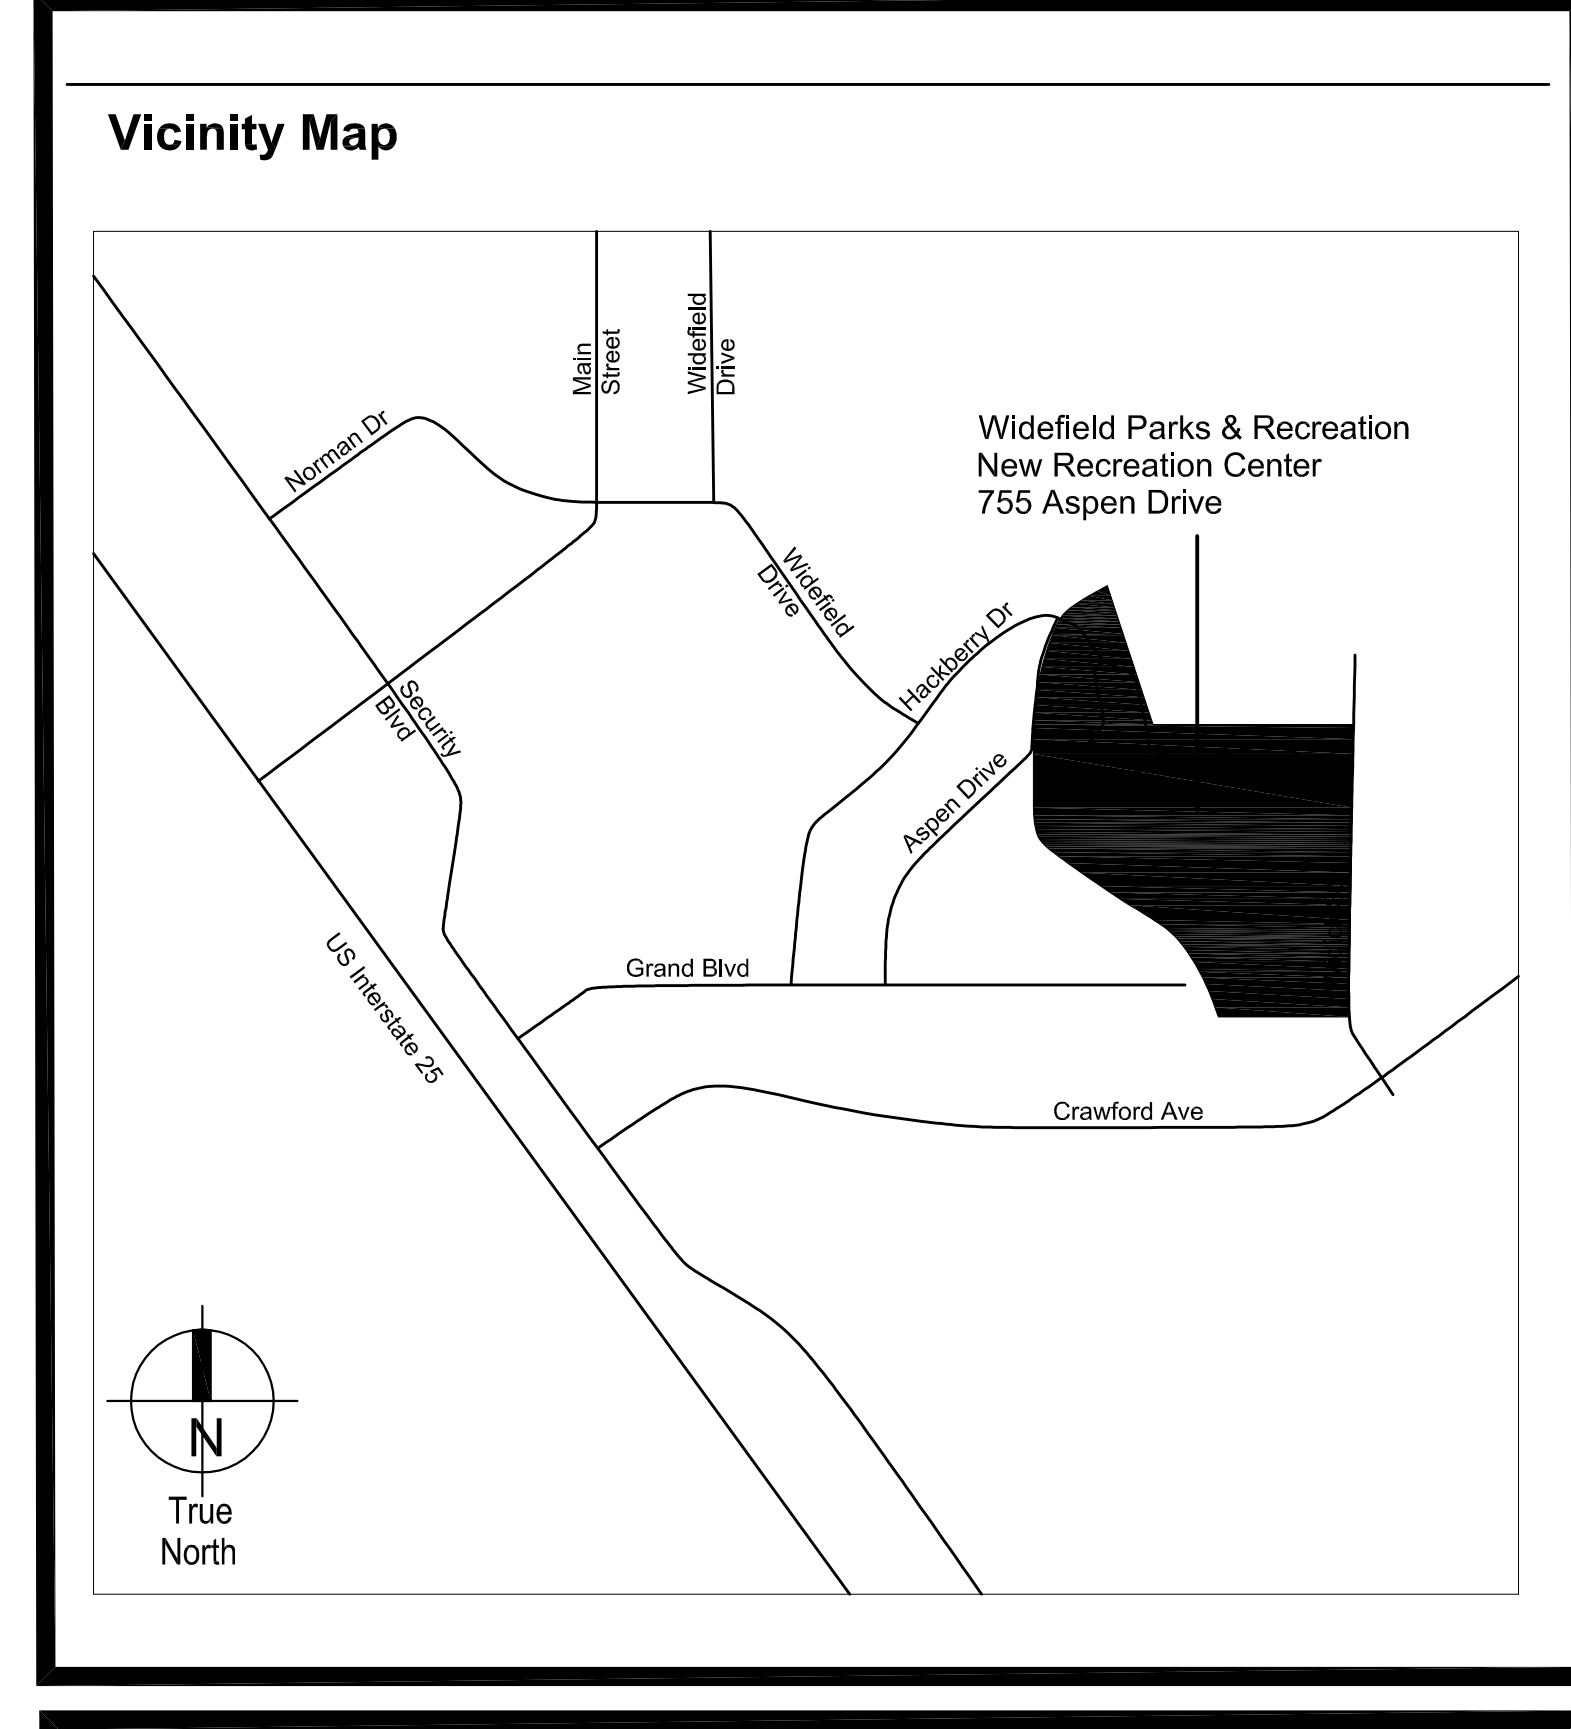 Vicinity Map
Main
Street
Widefield
Drive
Norman Dr
Widefield Parks & Recreation
New Recreation Center
755 Aspen Drive
Widefield
Drive
Hackberry Dr
Security
Blvd
Aspen Drive
Grand Blvd
US Interstate 25
Crawford Ave
N
True
North